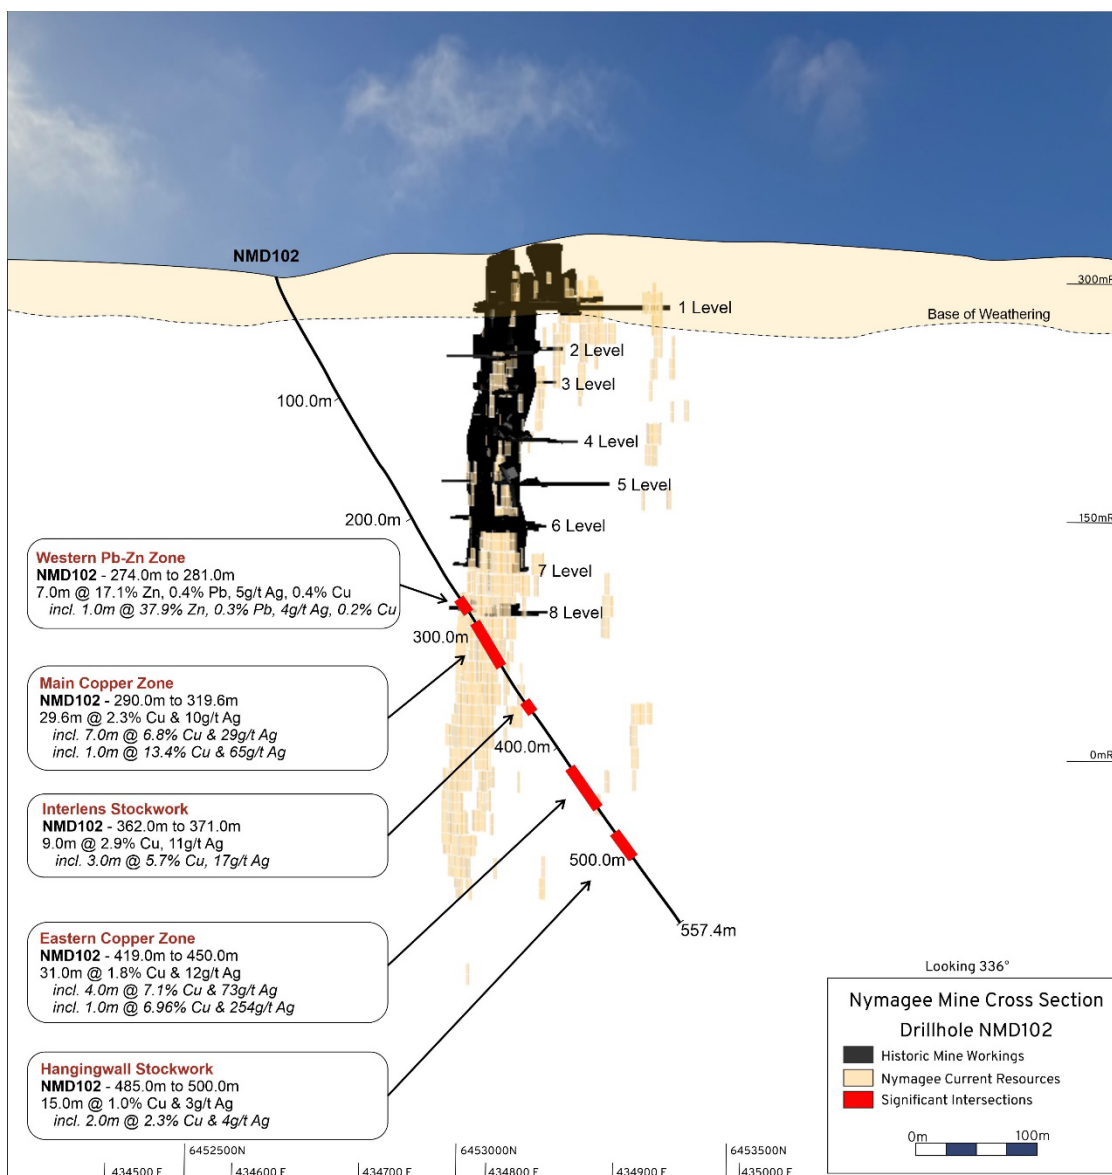 NMD102
300mR
1 Level
Base of Weathering
2 Level
3 Level
100.0m
4 Level
5 Level
200.0m
6 Level
150mR
7 Level
8 Level
Western Pb-Zn Zone
NMD102 - 274.0m to 281.0m
7.0m @ 17.1% Zn, 0.4% Pb, 5g/t Ag, 0.4% Cu
incl. 1.0m @ 37.9% Zn, 0.3% Pb, 4g/t Ag, 0.2% Cu
300.0m
Main Copper Zone
NMD102 - 290.0m to 319.6m
29.6m @ 2.3% Cu & 10g/t Ag
incl. 7.0m @ 6.8% Cu & 29g/t Ag
incl. 1.0m @ 13.4% Cu & 65g/t Ag
400.0m
0mR
Interlens Stockwork
NMD102 - 362.0m to 371.0m
9.0m @ 2.9% Cu, 11g/t Ag
incl. 3.0m @ 5.7% Cu, 17g/t Ag
500.0m
557.4m
Eastern Copper Zone
NMD102 - 419.0m to 450.0m
31.0m @ 1.8% Cu & 12g/t Ag
incl. 4.0m @ 7.1% Cu & 73g/t Ag
incl. 1.0m @ 6.96% Cu & 254g/t Ag
Hangingwall Stockwork
NMD102 - 485.0m to 500.0m
15.0m @ 1.0% Cu & 3g/t Ag
incl. 2.0m @ 2.3% Cu & 4g/t Ag
Looking 336°
Nymagee Mine Cross Section
Drillhole NMD102
Historic Mine Workings
Nymagee Current Resources
Significant Intersections
0m 100m
6452500N 6453000N 6453500N
434500 E 434600 E 434700 E 434800 E 434900 E 435000 E